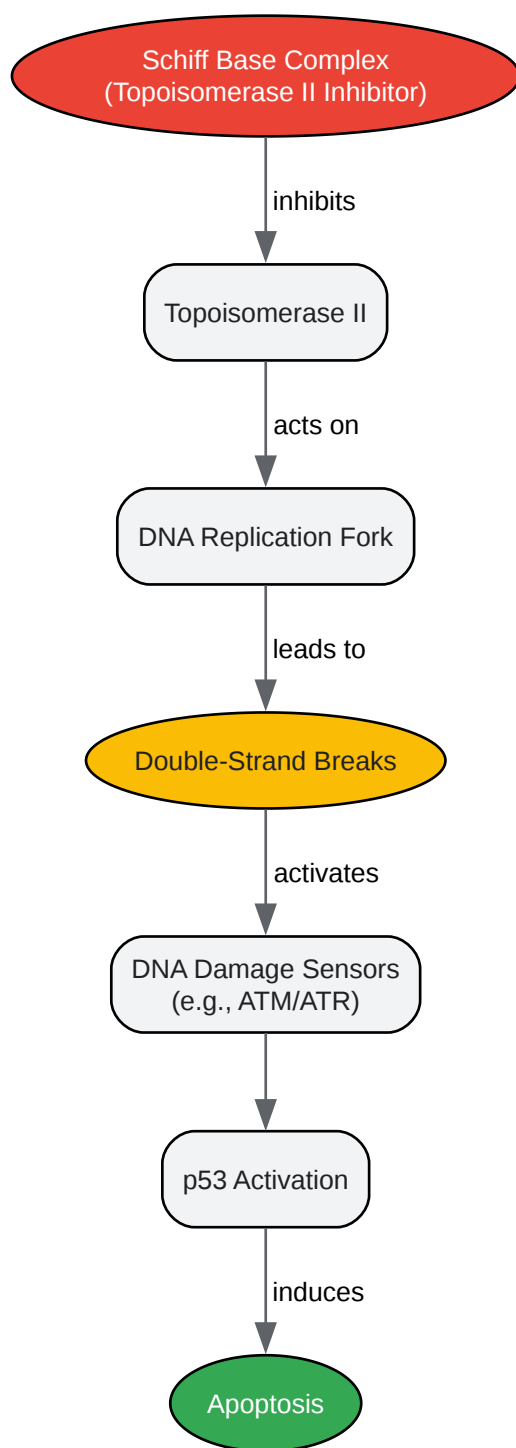 Schiff Base Complex
(Topoisomerase II Inhibitor)
inhibits
Topoisomerase II
acts on
DNA Replication Fork
leads to
Double-Strand Breaks
activates
DNA Damage Sensors
(e.g., ATM/ATR)
p53 Activation
induces
Apoptosis